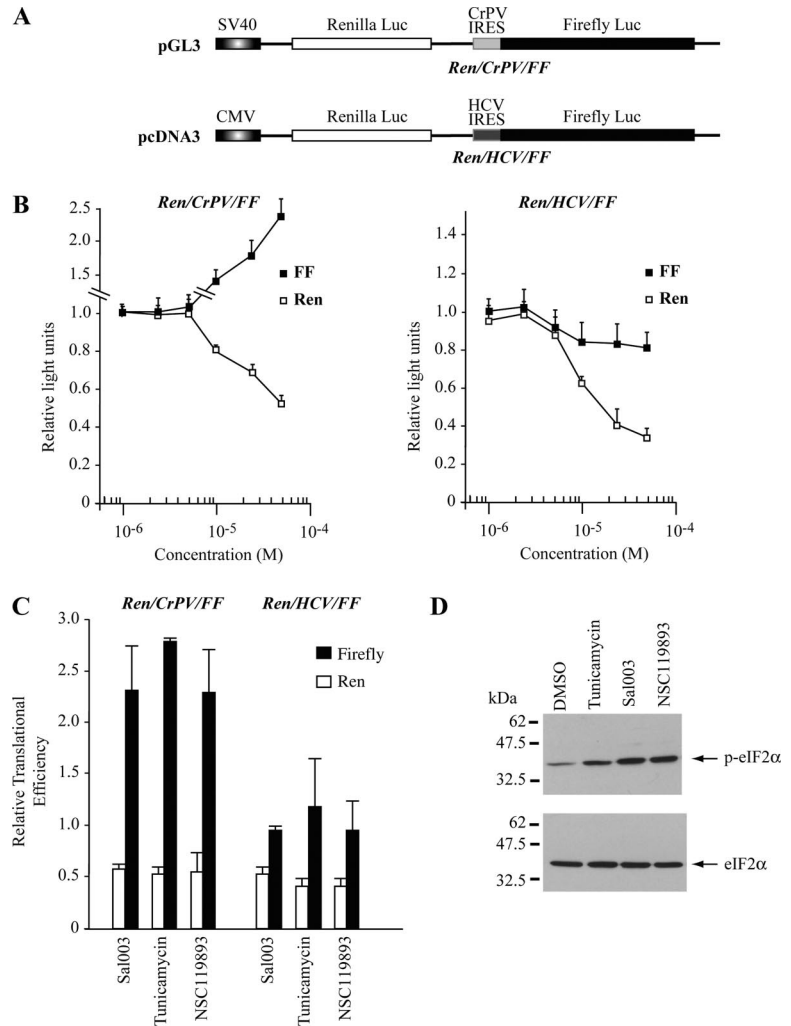 A
SV40
Renilla Luc
CrPV
IRES
Firefly Luc
pGL3
Ren/CrPV/FF
CMV
Renilla Luc
HCV
IRES
Firefly Luc
pcDNA3
Ren/HCV/FF
B
Ren/CrPV/FF
Relative light units
2.5
2.0
1.5
1.0
0.8
0.6
0.4
0.2
0
FF
Ren
10-6
10-5
10-4
Concentration (M)
Ren/HCV/FF
Relative light units
1.4
1.2
1.0
0.8
0.6
0.4
0.2
0
FF
Ren
10-6
10-5
10-4
Concentration (M)
C
Ren/CrPV/FF
Ren/HCV/FF
Relative Translational
Efficiency
3.0
2.5
2.0
1.5
1.0
0.5
0
Firefly
Ren
Sal003
Tunicamycin
NSC119893
Sal003
Tunicamycin
NSC119893
D
DMSO
Tunicamycin
Sal003
NSC119893
kDa
62
47.5
32.5
p-eIF2α
62
47.5
32.5
eIF2α